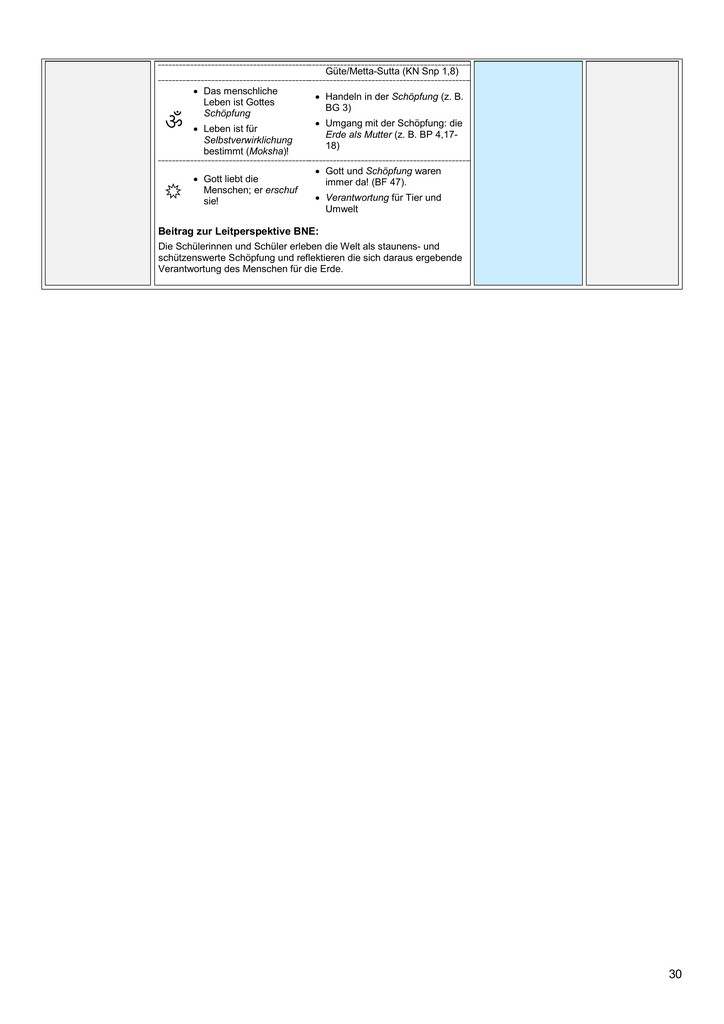 Güte/Metta-Sutta (KN Snp 1,8)
ॐ
• Das menschliche
Leben ist Gottes
Schöpfung
• Leben ist für
Selbstverwirklichung
bestimmt (Moksha)!
• Handeln in der Schöpfung (z. B.
BG 3)
• Umgang mit der Schöpfung: die
Erde als Mutter (z. B. BP 4,17-
18)
• Gott liebt die
Menschen; er erschuf
sie!
• Gott und Schöpfung waren
immer da! (BF 47).
• Verantwortung für Tier und
Umwelt
Beitrag zur Leitperspektive BNE:
Die Schülerinnen und Schüler erleben die Welt als staunens- und
schützenswerte Schöpfung und reflektieren die sich daraus ergebende
Verantwortung des Menschen für die Erde.
30